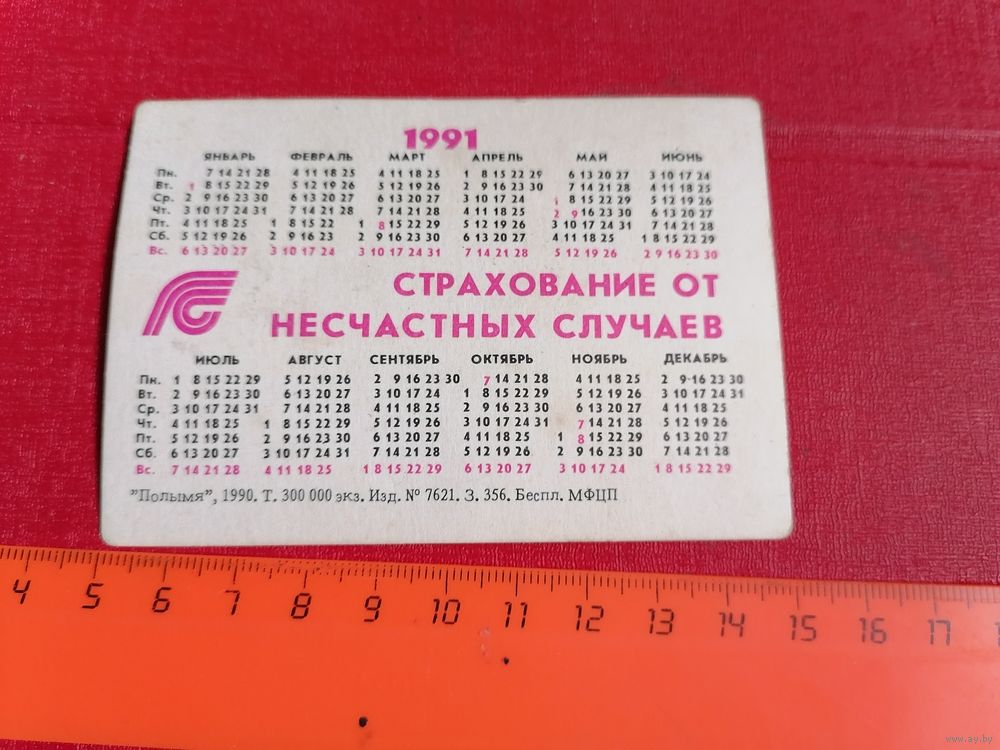 1991
ЯНВАРЬ ФЕВРАЛЬ МАРТ АПРЕЛЬ МАЙ ИЮНЬ
Пн. 7 14 21 28 4 11 18 25 4 11 18 25 1 8 15 22 29 6 13 20 27 3 10 17 24
Вт. 1 8 15 22 29 5 12 19 26 5 12 19 26 2 9 16 23 30 7 14 21 28 4 11 18 25
Ср. 2 9 16 23 30 6 13 20 27 6 13 20 27 3 10 17 24 1 8 15 22 29 5 12 19 26
Чт. 3 10 17 24 31 7 14 21 28 7 14 21 28 4 11 18 25 2 9 16 23 30 6 13 20 27
Пт. 4 11 18 25 1 8 15 22 1 8 15 22 29 5 12 19 26 3 10 17 24 31 7 14 21 28
Сб. 5 12 19 26 2 9 16 23 2 9 16 23 30 6 13 20 27 4 11 18 25 1 8 15 22 29
Вс. 6 13 20 27 3 10 17 24 3 10 17 24 31 7 14 21 28 5 12 19 26 2 9 16 23 30
СТРАХОВАНИЕ ОТ
НЕСЧАСТНЫХ СЛУЧАЕВ
ИЮЛЬ АВГУСТ СЕНТЯБРЬ ОКТЯБРЬ НОЯБРЬ ДЕКАБРЬ
Пн. 1 8 15 22 29 5 12 19 26 2 9 16 23 30 7 14 21 28 4 11 18 25 2 9-16 23 30
Вт. 2 9 16 23 30 6 13 20 27 3 10 17 24 1 8 15 22 29 5 12 19 26 3 10 17 24 31
Ср. 3 10 17 24 31 7 14 21 28 4 11 18 25 2 9 16 23 30 6 13 20 27 4 11 18 25
Чт. 4 11 18 25 1 8 15 22 29 5 12 19 26 3 10 17 24 31 7 14 21 28 5 12 19 26
Пт. 5 12 19 26 2 9 16 23 30 6 13 20 27 4 11 18 25 1 8 15 22 29 6 13 20 27
Сб. 6 13 20 27 3 10 17 24 31 7 14 21 28 5 12 19 26 2 9 16 23 30 7 14 21 28
Вс. 7 14 21 28 4 11 18 25 1 8 15 22 29 6 13 20 27 3 10 17 24 1 8 15 22 29
"Полымя", 1990. Т. 300 000 экз. Изд. № 7621. З. 356. Беспл. МФЦП
4 5 6 7 8 9 10 11 12 13 14 15 16 17
www.ay.by